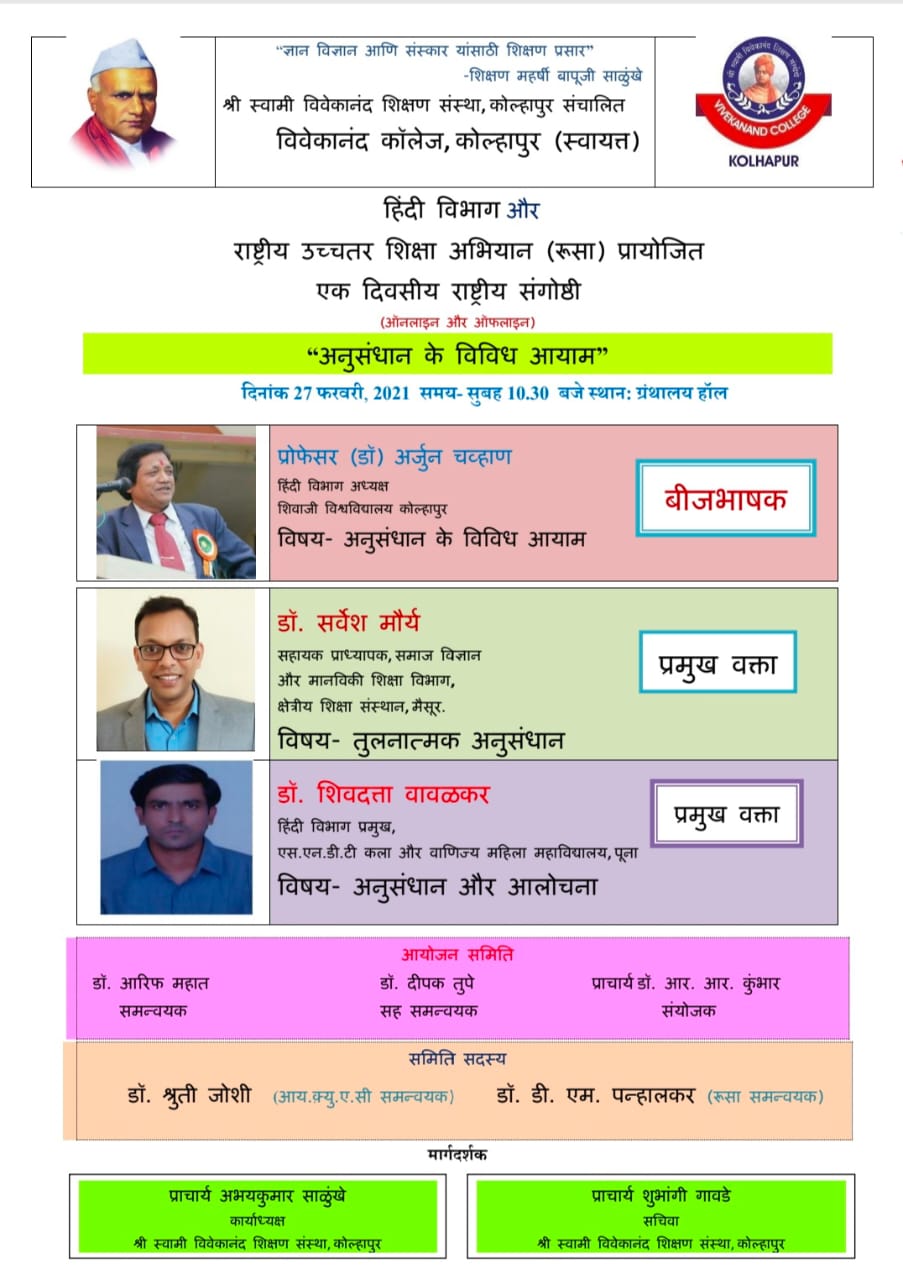 “ज्ञान विज्ञान आणि संस्कार यांसाठी शिक्षण प्रसार”
-शिक्षण महर्षी बापूजी साळुंखे
श्री स्वामी विवेकानंद शिक्षण संस्था, कोल्हापुर संचालित
विवेकानंद कॉलेज, कोल्हापुर (स्वायत्त)
VIVEKANAND COLLEGE
KOLHAPUR
हिंदी विभाग और
राष्ट्रीय उच्चतर शिक्षा अभियान (रूसा) प्रायोजित
एक दिवसीय राष्ट्रीय संगोष्ठी
(ऑनलाइन और ऑफलाइन)
“अनुसंधान के विविध आयाम”
दिनांक 27 फरवरी, 2021 समय- सुबह 10.30 बजे स्थान: ग्रंथालय हॉल
प्रोफेसर (डॉ) अर्जुन चव्हाण
हिंदी विभाग अध्यक्ष
शिवाजी विश्वविद्यालय कोल्हापुर
विषय- अनुसंधान के विविध आयाम
बीजभाषक
डॉ. सर्वेश मौर्य
सहायक प्राध्यापक, समाज विज्ञान
और मानविकी शिक्षा विभाग,
क्षेत्रीय शिक्षा संस्थान, मैसूर.
विषय- तुलनात्मक अनुसंधान
प्रमुख वक्ता
डॉ. शिवदत्ता वावळकर
हिंदी विभाग प्रमुख,
एस.एन.डी.टी कला और वाणिज्य महिला महाविद्यालय, पूना
विषय- अनुसंधान और आलोचना
प्रमुख वक्ता
आयोजन समिति
डॉ. आरिफ महात डॉ. दीपक तुपे प्राचार्य डॉ. आर. आर. कुंभार
समन्वयक सह समन्वयक संयोजक
समिति सदस्य
डॉ. श्रुती जोशी (आय.क्यु.ए.सी समन्वयक) डॉ. डी. एम. पन्हालकर (रूसा समन्वयक)
मार्गदर्शक
प्राचार्य अभयकुमार साळुंखे
कार्याध्यक्ष
श्री स्वामी विवेकानंद शिक्षण संस्था, कोल्हापुर
प्राचार्य शुभांगी गावडे
सचिवा
श्री स्वामी विवेकानंद शिक्षण संस्था, कोल्हापुर